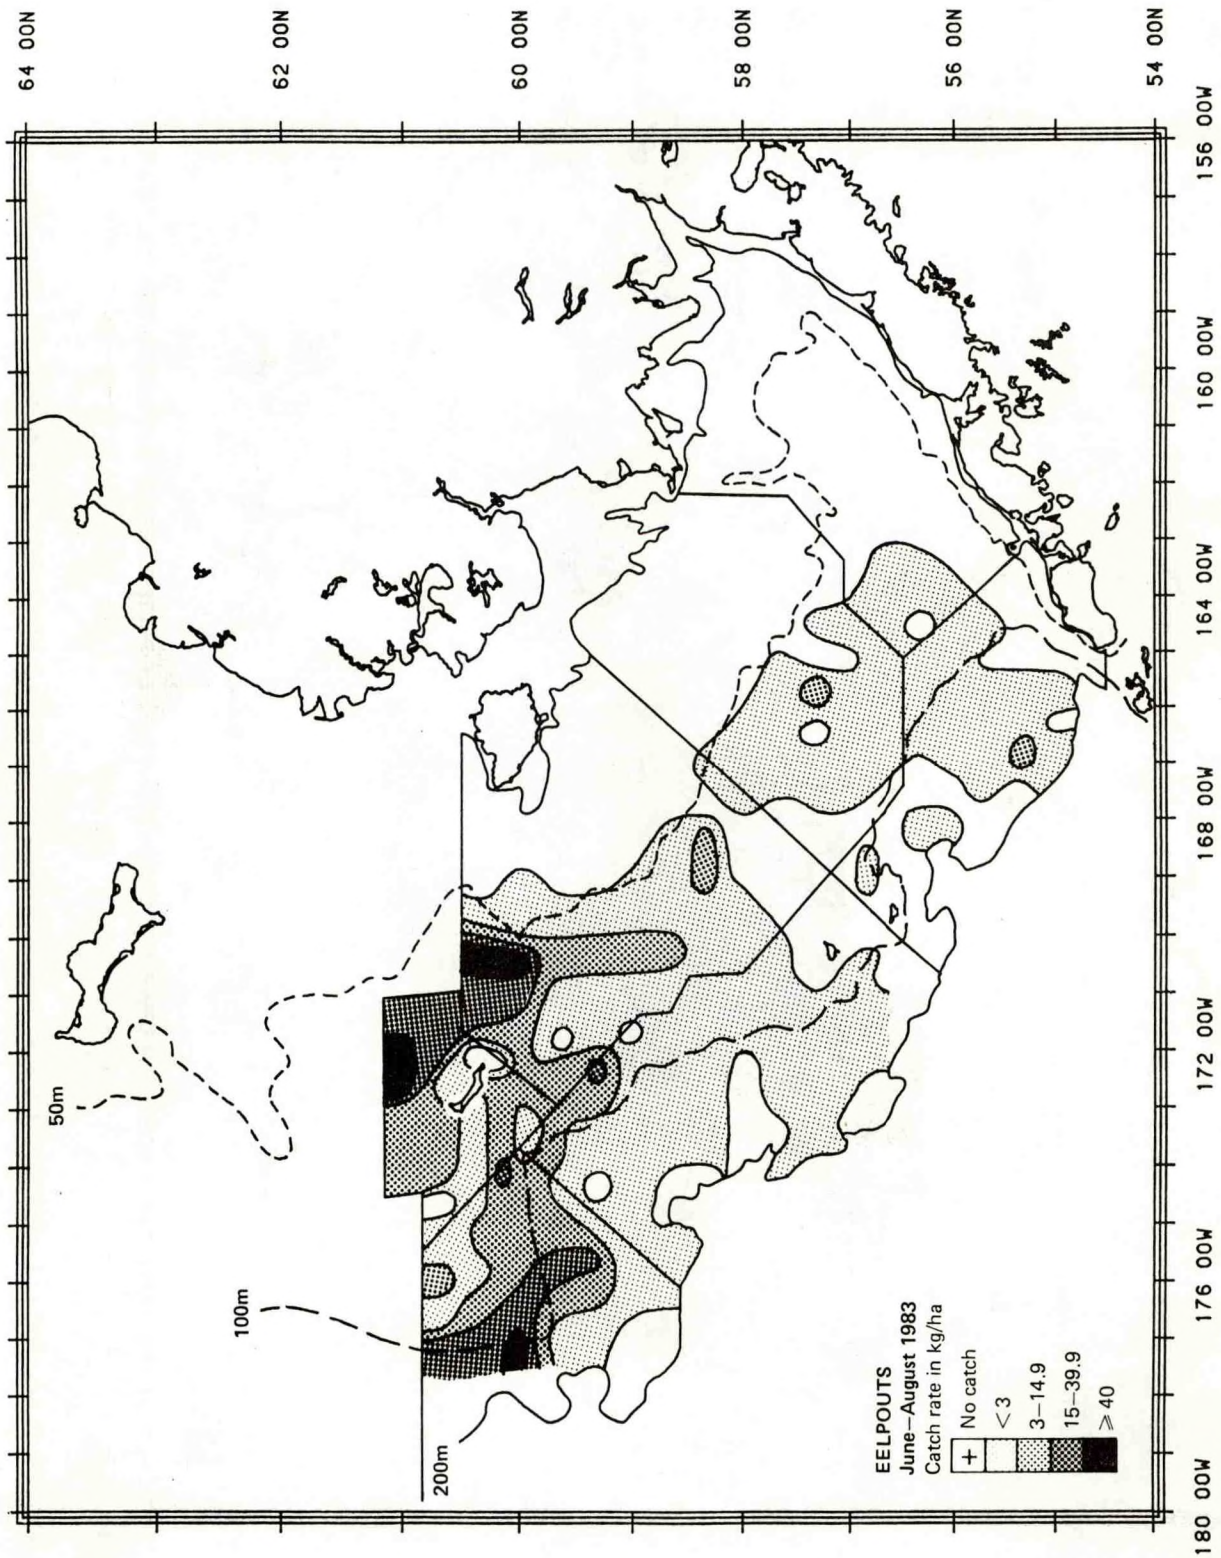 64 00N
62 00N
60 00N
58 00N
56 00N
54 00N
156 00W
160 00W
164 00W
168 00W
172 00W
176 00W
180 00W
50m
100m
200m
EELPOUTS
June–August 1983
Catch rate in kg/ha
+ No catch
< 3
3–14.9
15–39.9
⩾ 40